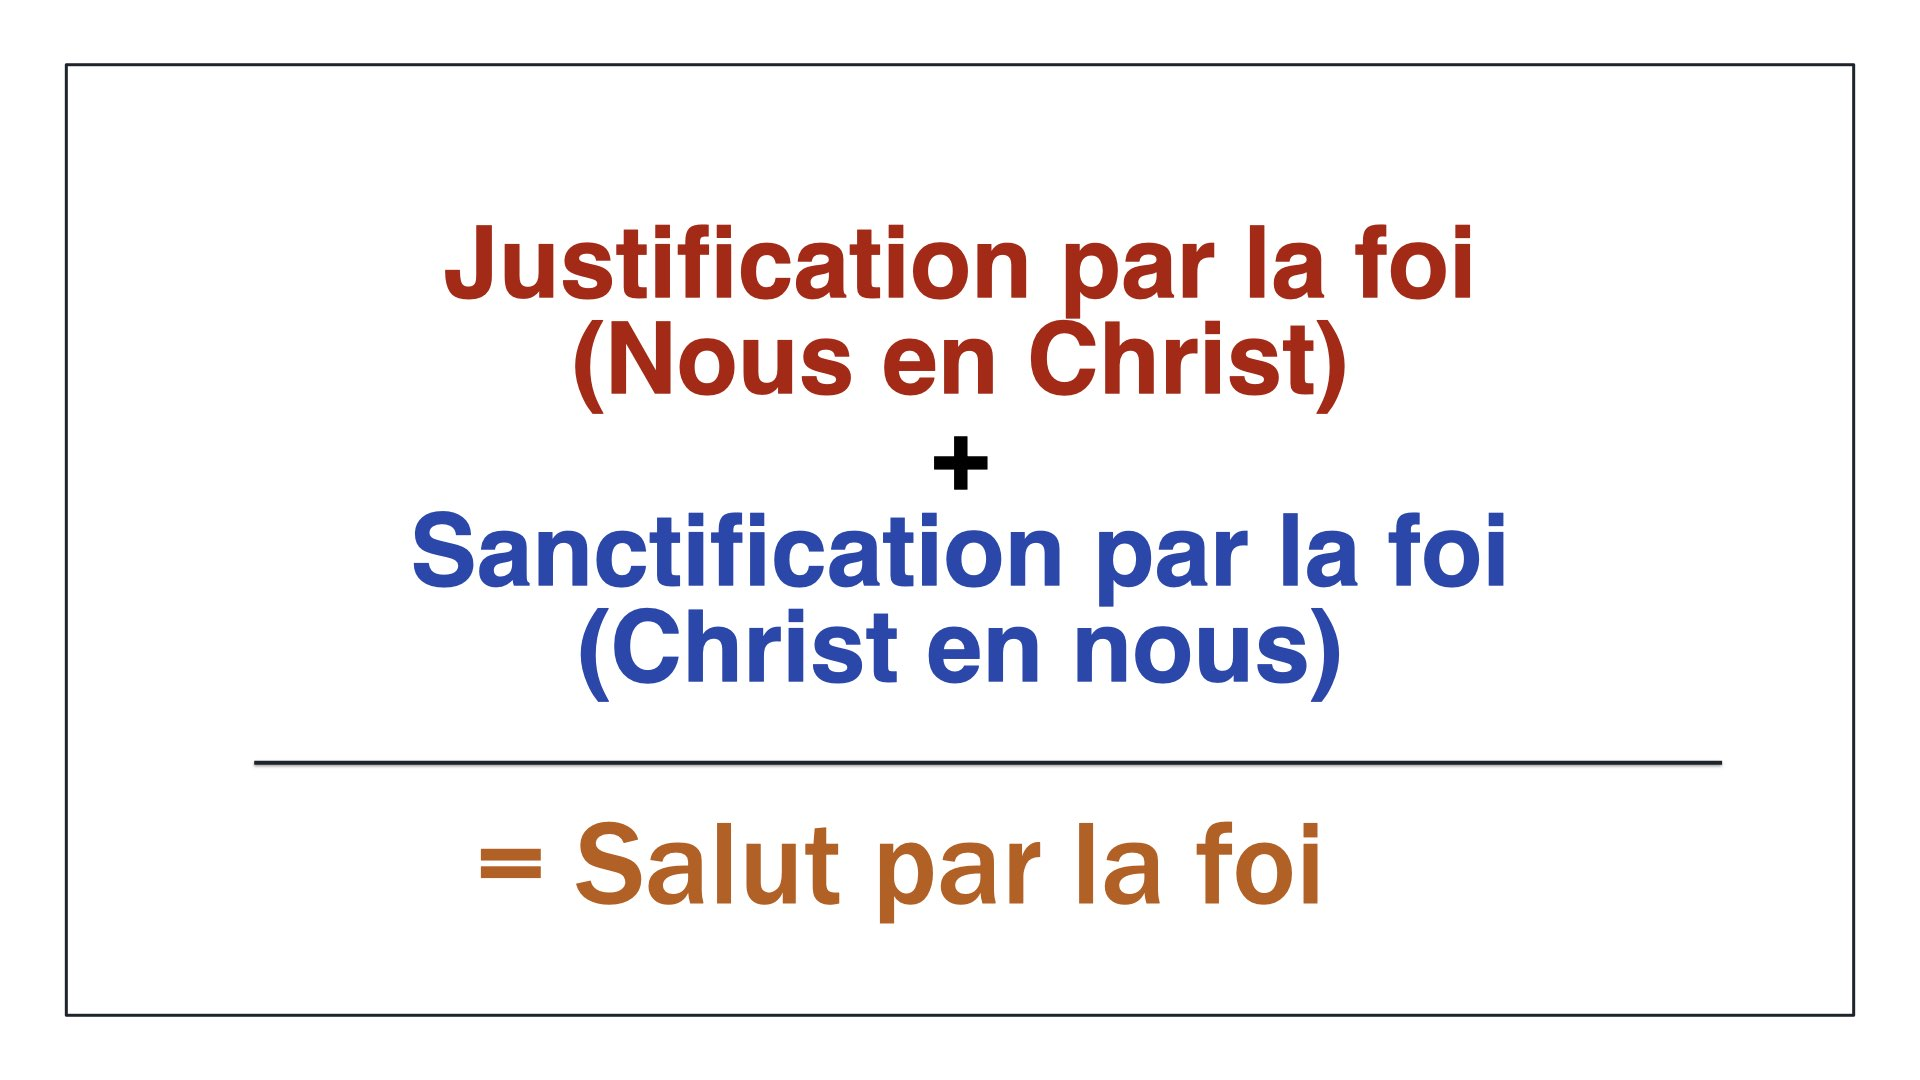 Justification par la foi
(Nous en Christ)
+
Sanctification par la foi
(Christ en nous)
= Salut par la foi